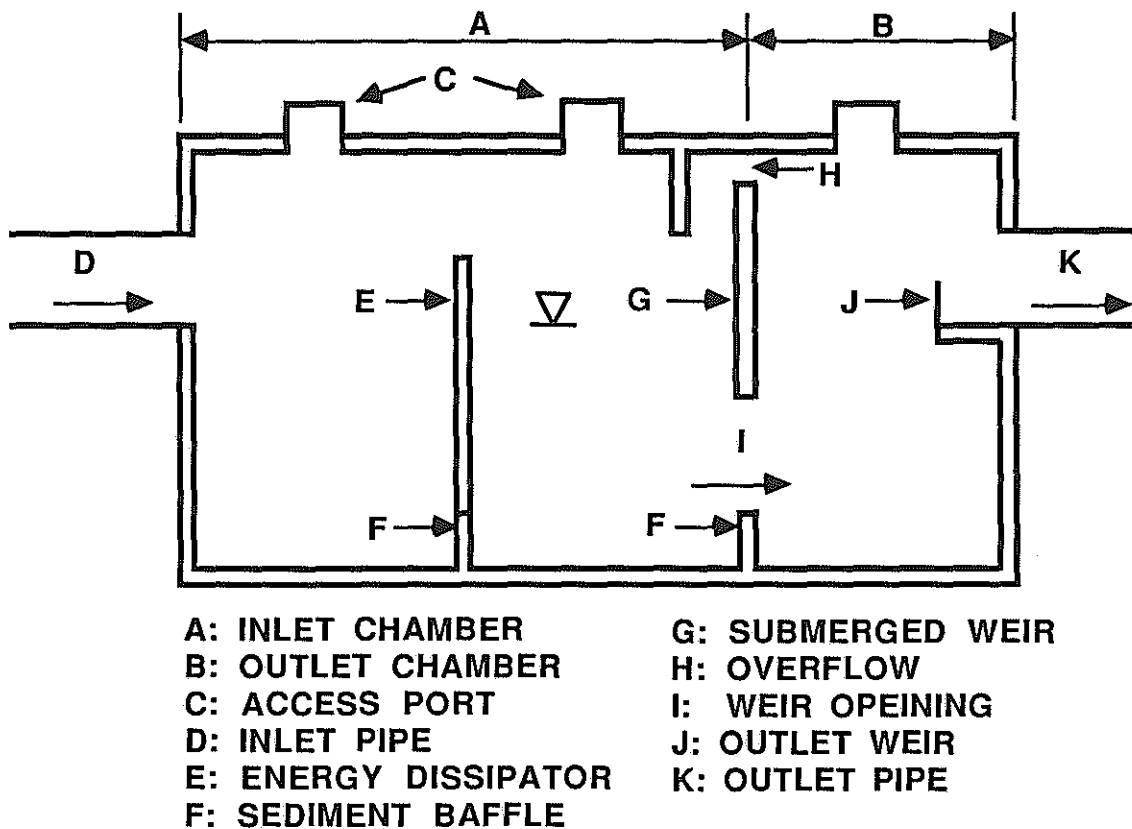 A
B
C
H
D
K
E
G
J
I
F
F
A: INLET CHAMBER
B: OUTLET CHAMBER
C: ACCESS PORT
D: INLET PIPE
E: ENERGY DISSIPATOR
F: SEDIMENT BAFFLE
G: SUBMERGED WEIR
H: OVERFLOW
I: WEIR OPEINING
J: OUTLET WEIR
K: OUTLET PIPE